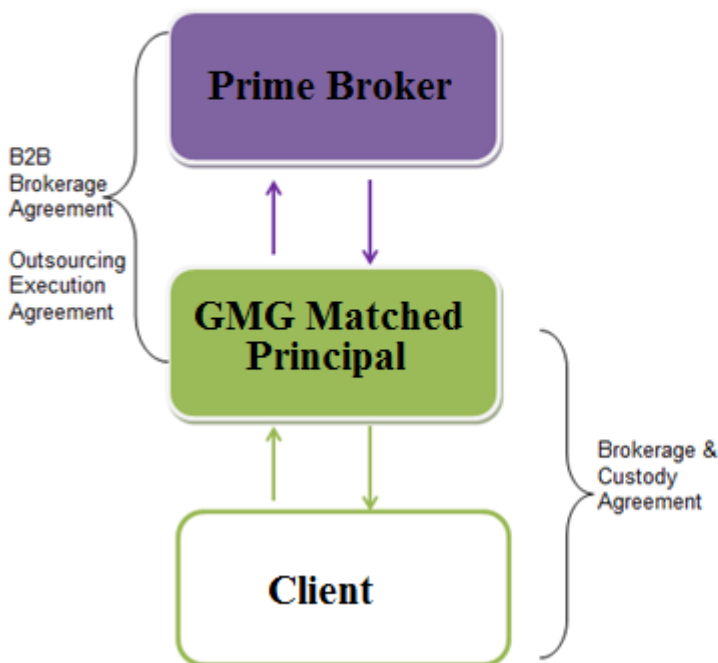 Prime Broker
B2B
Brokerage
Agreement
Outsourcing
Execution
Agreement
GMG Matched
Principal
Brokerage &
Custody
Agreement
Client